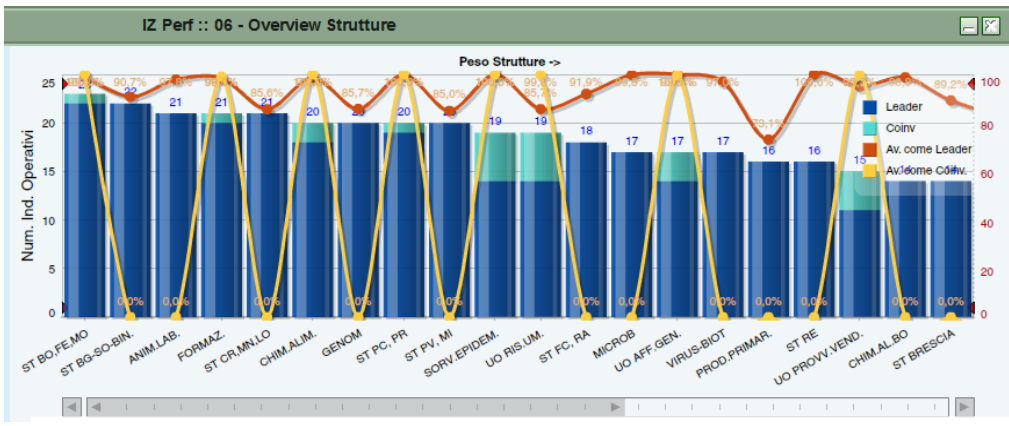 IZ Perf :: 06 - Overview Strutture
Peso Strutture ->
Num. Ind. Operativi
25
20
15
10
5
0
100
80
60
40
20
0
Leader
Coinv
Av. come Leader
Av. come Coinv.
90,7%
85,6%
85,7%
85,0%
91,9%
89,2%
22
21
21
21
20
20
19
19
18
17
17
17
16
16
15
0,0%
0,0%
0,0%
0,0%
0,0%
0,0%
0,0%
0,0%
0,0%
0,0%
0,0%
0,0%
ST BO,FE,MO
ST BG-SO-BIN.
ANIM.LAB.
FORMAZ.
ST CR,MN,LO
CHIM.ALIM.
GENOM
ST PC, PR
ST PV, MI
SORV.EPIDEM.
UO RIS.UM.
ST FC, RA
MICROB
UO AFF.GEN.
VIRUS-BIOT
PROD.PRIMAR.
ST RE
UO PROVV.VEND.
CHIM.AL.BO
ST BRESCIA